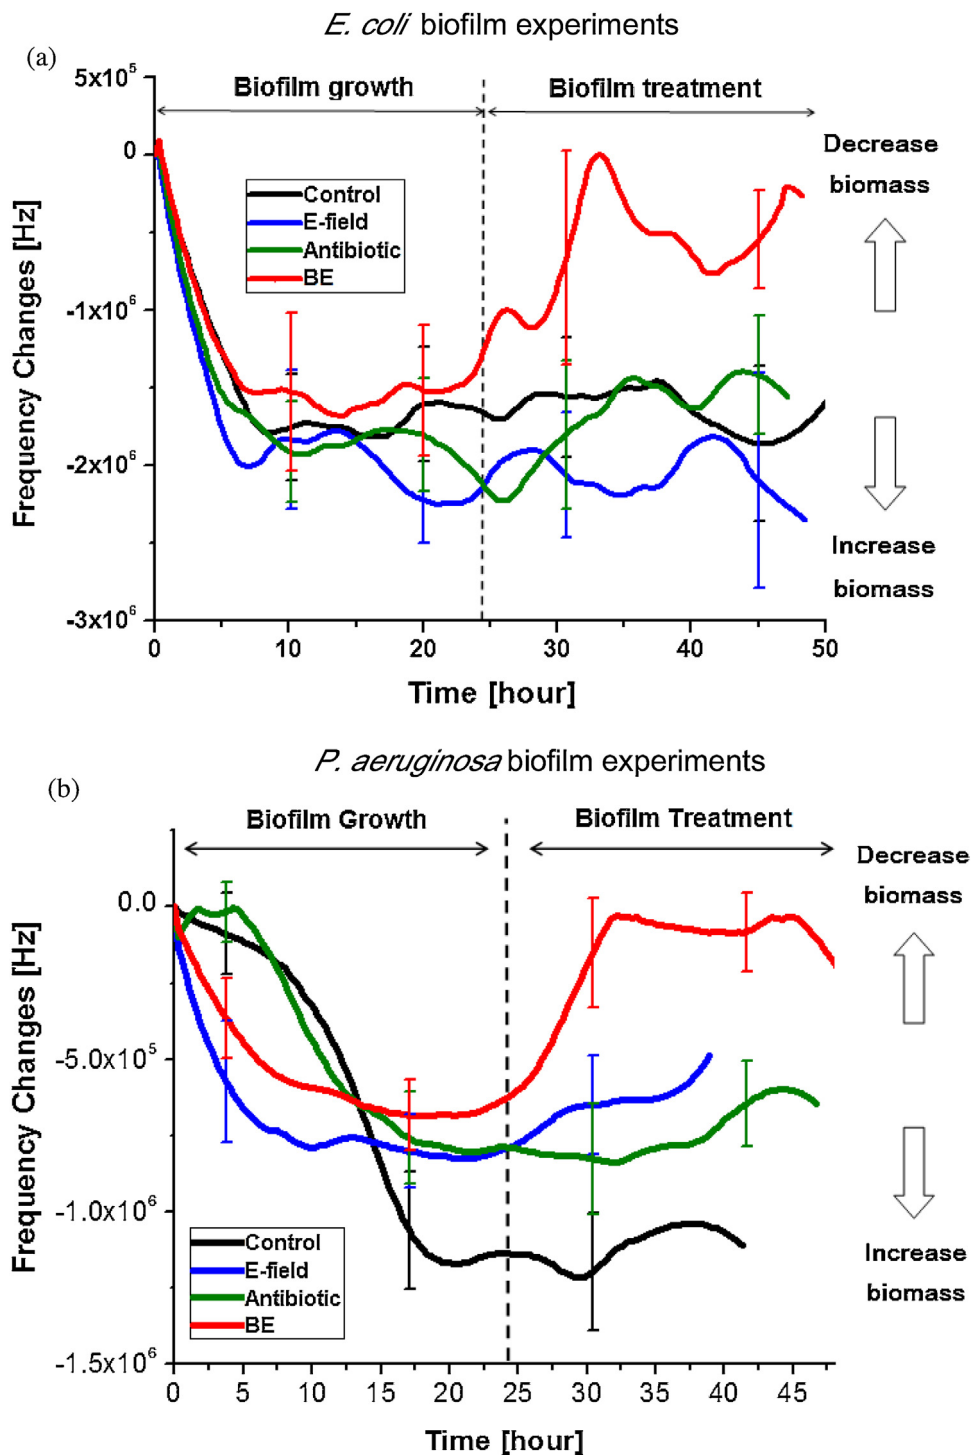 E. coli biofilm experiments
(a)
5x10⁵
Biofilm growth
Biofilm treatment
0
Decrease
biomass
Control
E-field
Antibiotic
BE
Frequency Changes [Hz]
-1x10⁶
-2x10⁶
Increase
biomass
-3x10⁶
0 10 20 30 40 50
Time [hour]
P. aeruginosa biofilm experiments
(b)
Biofilm Growth
Biofilm Treatment
Decrease
biomass
0.0
Frequency Changes [Hz]
-5.0x10⁵
-1.0x10⁶
Control
E-field
Antibiotic
BE
Increase
biomass
-1.5x10⁶
0 5 10 15 20 25 30 35 40 45
Time [hour]